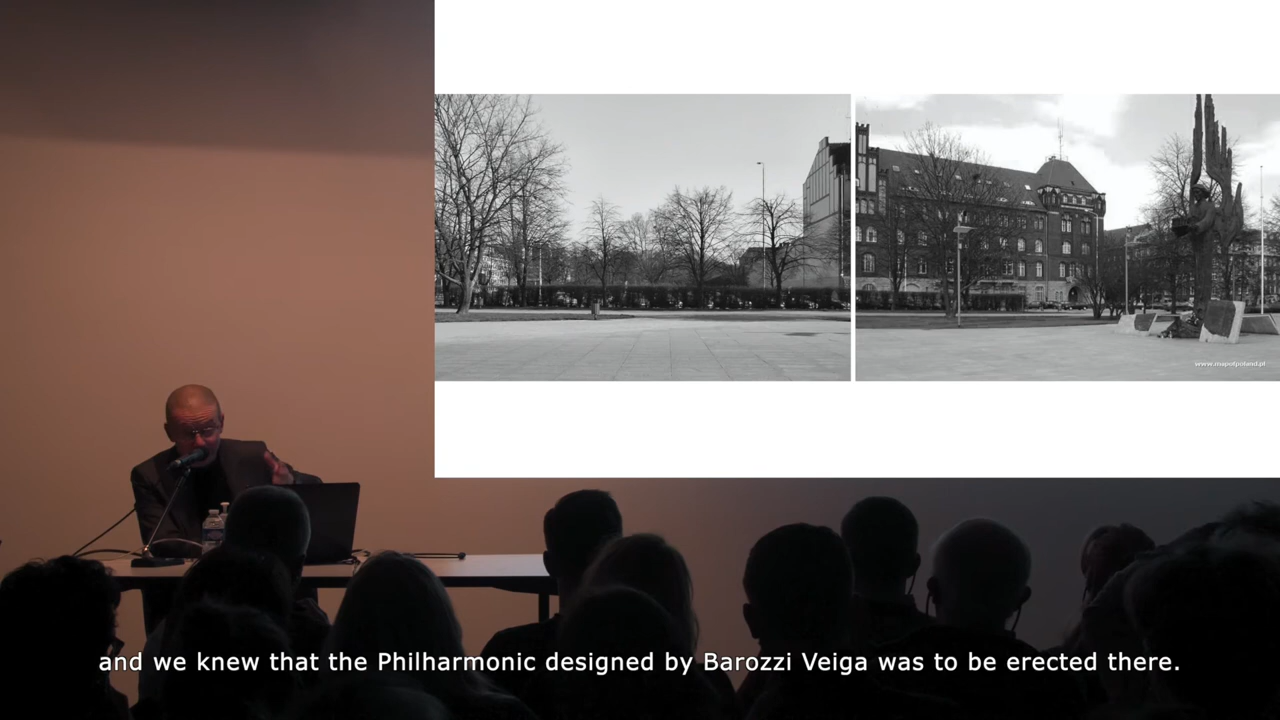 www.mapofpoland.pl
and we knew that the Philharmonic designed by Barozzi Veiga was to be erected there.